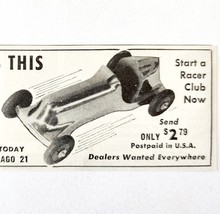 THIS
Start a
Racer
Club
Now
Send
ONLY $2 79
Postpaid in U.S.A.
TODAY
AGO 21
Dealers Wanted Everywhere